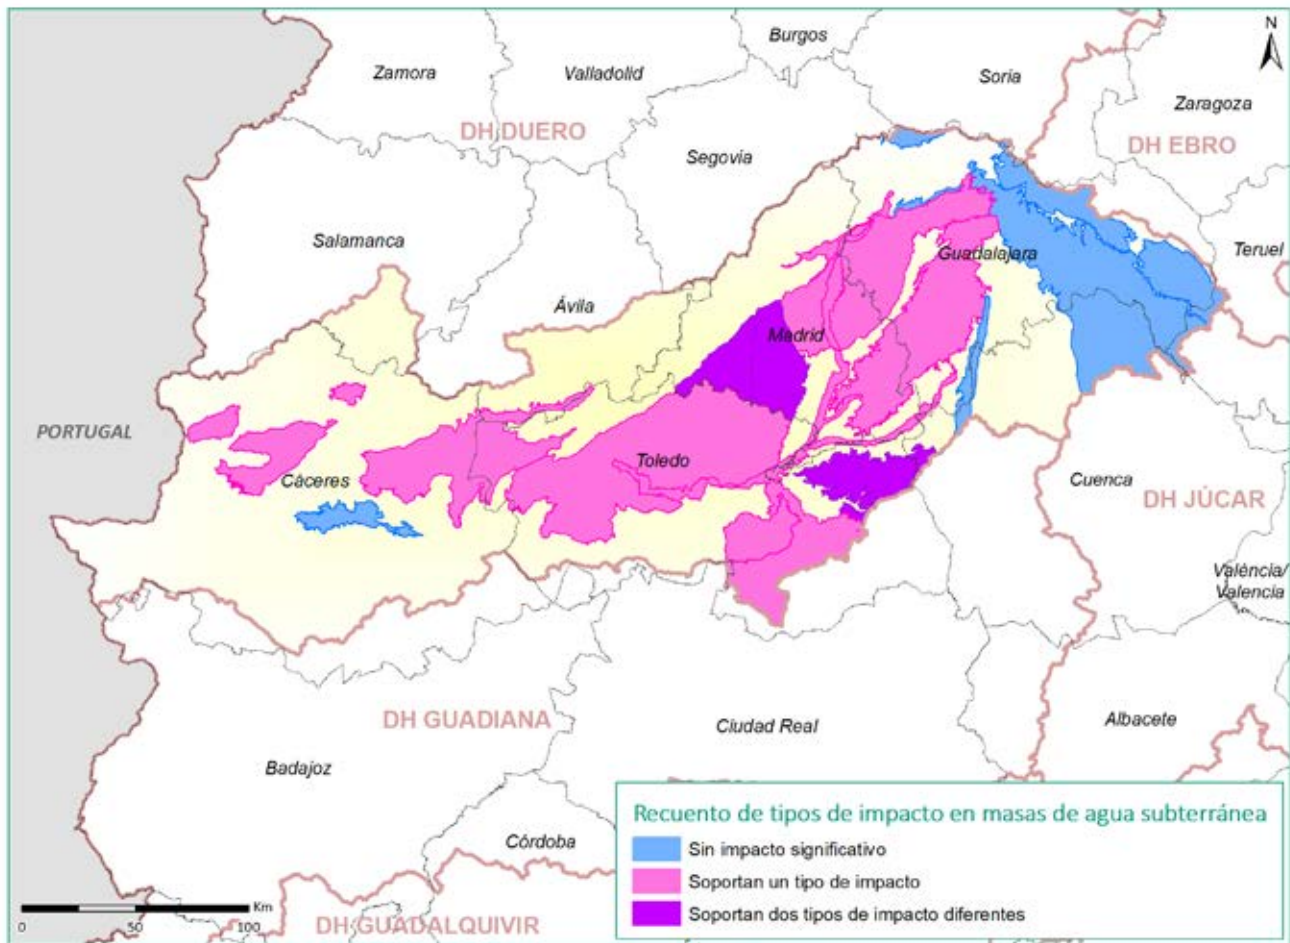 Burgos
N
Zamora
Valladolid
Soria
Zaragoza
DH DUERO
DH EBRO
Segovia
Salamanca
Guadalajara
Teruel
Ávila
Madrid
PORTUGAL
Toledo
Cáceres
Cuenca
DH JÚCAR
València/
Valencia
DH GUADIANA
Ciudad Real
Albacete
Badajoz
Córdoba
Recuento de tipos de impacto en masas de agua subterránea
Sin impacto significativo
Soportan un tipo de impacto
Soportan dos tipos de impacto diferentes
Km
0 50 100
DH GUADALQUIVIR